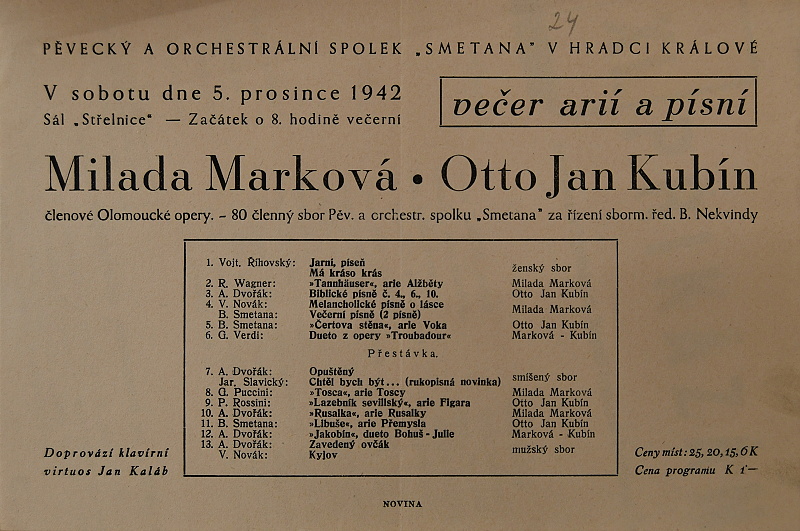 24
PĚVECKÝ A ORCHESTRÁLNÍ SPOLEK „SMETANA" V HRADCI KRÁLOVÉ
V sobotu dne 5. prosince 1942
Sál „Střelnice" — Začátek o 8. hodině večerní
večer arií a písní
Milada Marková • Otto Jan Kubín
členové Olomoucké opery. – 80 členný sbor Pěv. a orchestr. spolku „Smetana" za řízení sborm. řed. B. Nekvindy
1. Vojt. Říhovský: Jarní, píseň
Má kráso krás
ženský sbor
2. R. Wagner: »Tannhäuser«, arie Alžběty Milada Marková
3. A. Dvořák: Biblické písně č. 4., 6., 10. Otto Jan Kubín
4. V. Novák: Melancholické písně o lásce
B. Smetana: Večerní písně (2 písně)
Milada Marková
5. B. Smetana: »Čertova stěna«, arie Voka Otto Jan Kubín
6. G. Verdi: Dueto z opery »Troubadour« Marková - Kubín
Přestávka.
7. A. Dvořák: Opuštěný
Jar. Slavický: Chtěl bych být... (rukopisná novinka)
smíšený sbor
8. G. Puccini: »Tosca«, arie Toscy Milada Marková
9. P. Rossini: »Lazebník sevillský«, arie Figara Otto Jan Kubín
10. A. Dvořák: »Rusalka«, arie Rusalky Milada Marková
11. B. Smetana: »Libuše«, arie Přemysla Otto Jan Kubín
12. A. Dvořák: »Jakobín«, dueto Bohuš - Julie Marková - Kubín
13. A. Dvořák: Zavedený ovčák
V. Novák: Kyjov
mužský sbor
Doprovází klavírní
virtuos Jan Kaláb
Ceny míst: 25, 20, 15, 6 K
Cena programu K 1'—
NOVINA